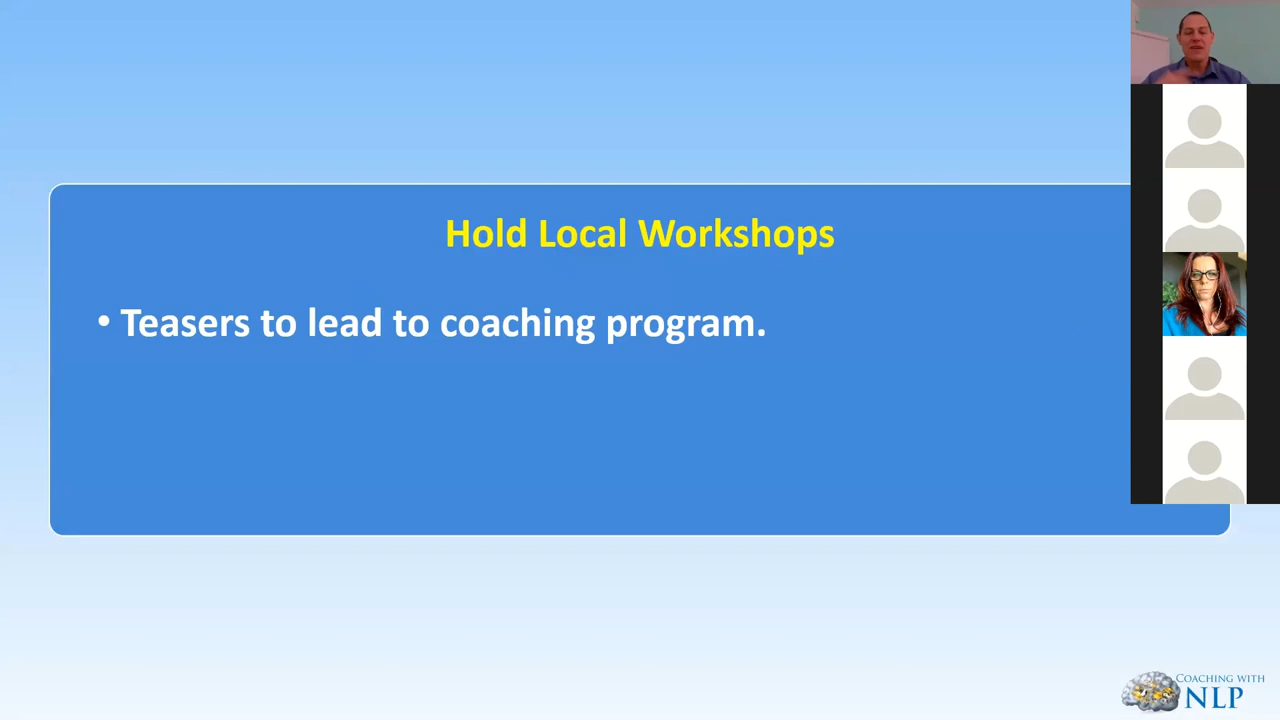 Hold Local Workshops
• Teasers to lead to coaching program.
COACHING WITH
NLP